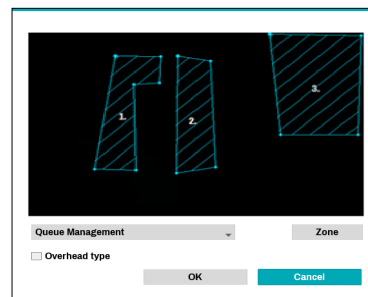 1.
2.
3.
Queue Management
Zone
Overhead type
OK
Cancel